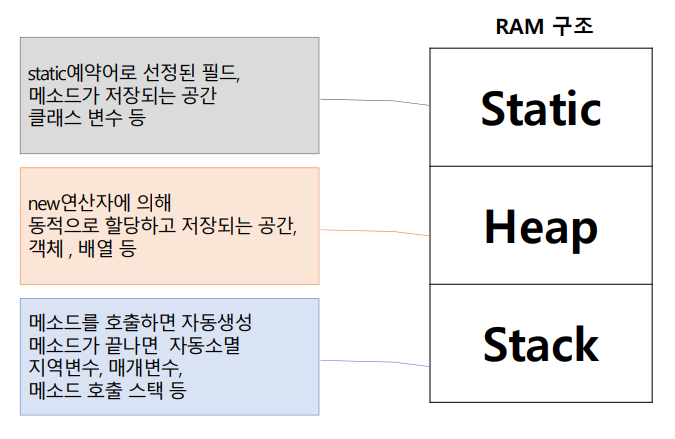 RAM 구조
static예약어로 선정된 필드,
메소드가 저장되는 공간
클래스 변수 등
Static
new연산자에 의해
동적으로 할당하고 저장되는 공간,
객체 , 배열 등
Heap
메소드를 호출하면 자동생성
메소드가 끝나면 자동소멸
지역변수, 매개변수,
메소드 호출 스택 등
Stack